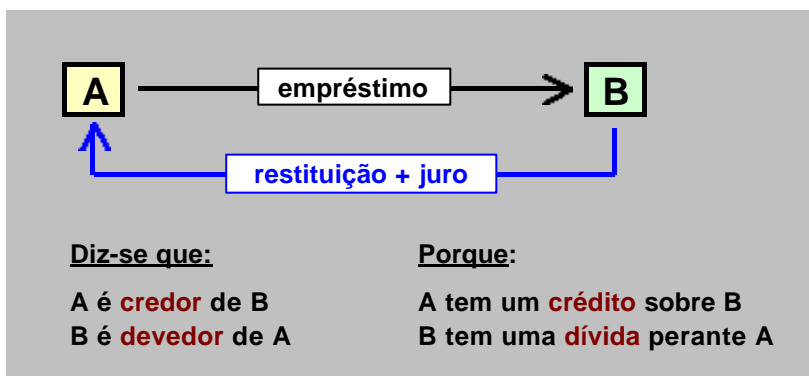 A
empréstimo
B
restituição + juro
Diz-se que:
A é credor de B
B é devedor de A
Porque:
A tem um crédito sobre B
B tem uma dívida perante A